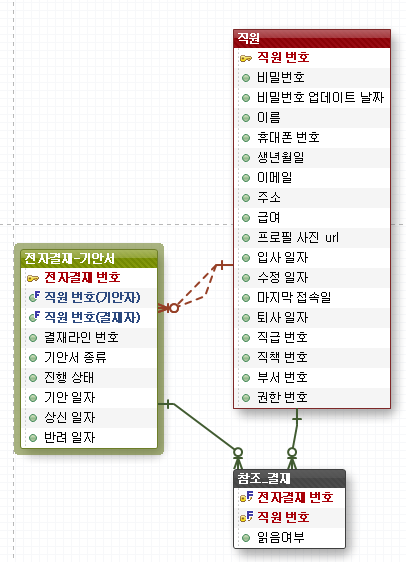 직원
직원 번호
비밀번호
비밀번호 업데이트 날짜
이름
휴대폰 번호
생년월일
이메일
주소
급여
프로필 사진 url
입사 일자
수정 일자
마지막 접속일
퇴사 일자
직급 번호
직책 번호
부서 번호
권한 번호
전자결재-기안서
전자결재 번호
직원 번호(기안자)
직원 번호(결재자)
결재라인 번호
기안서 종류
진행 상태
기안 일자
상신 일자
반려 일자
참조_결재
전자결재 번호
직원 번호
읽음여부